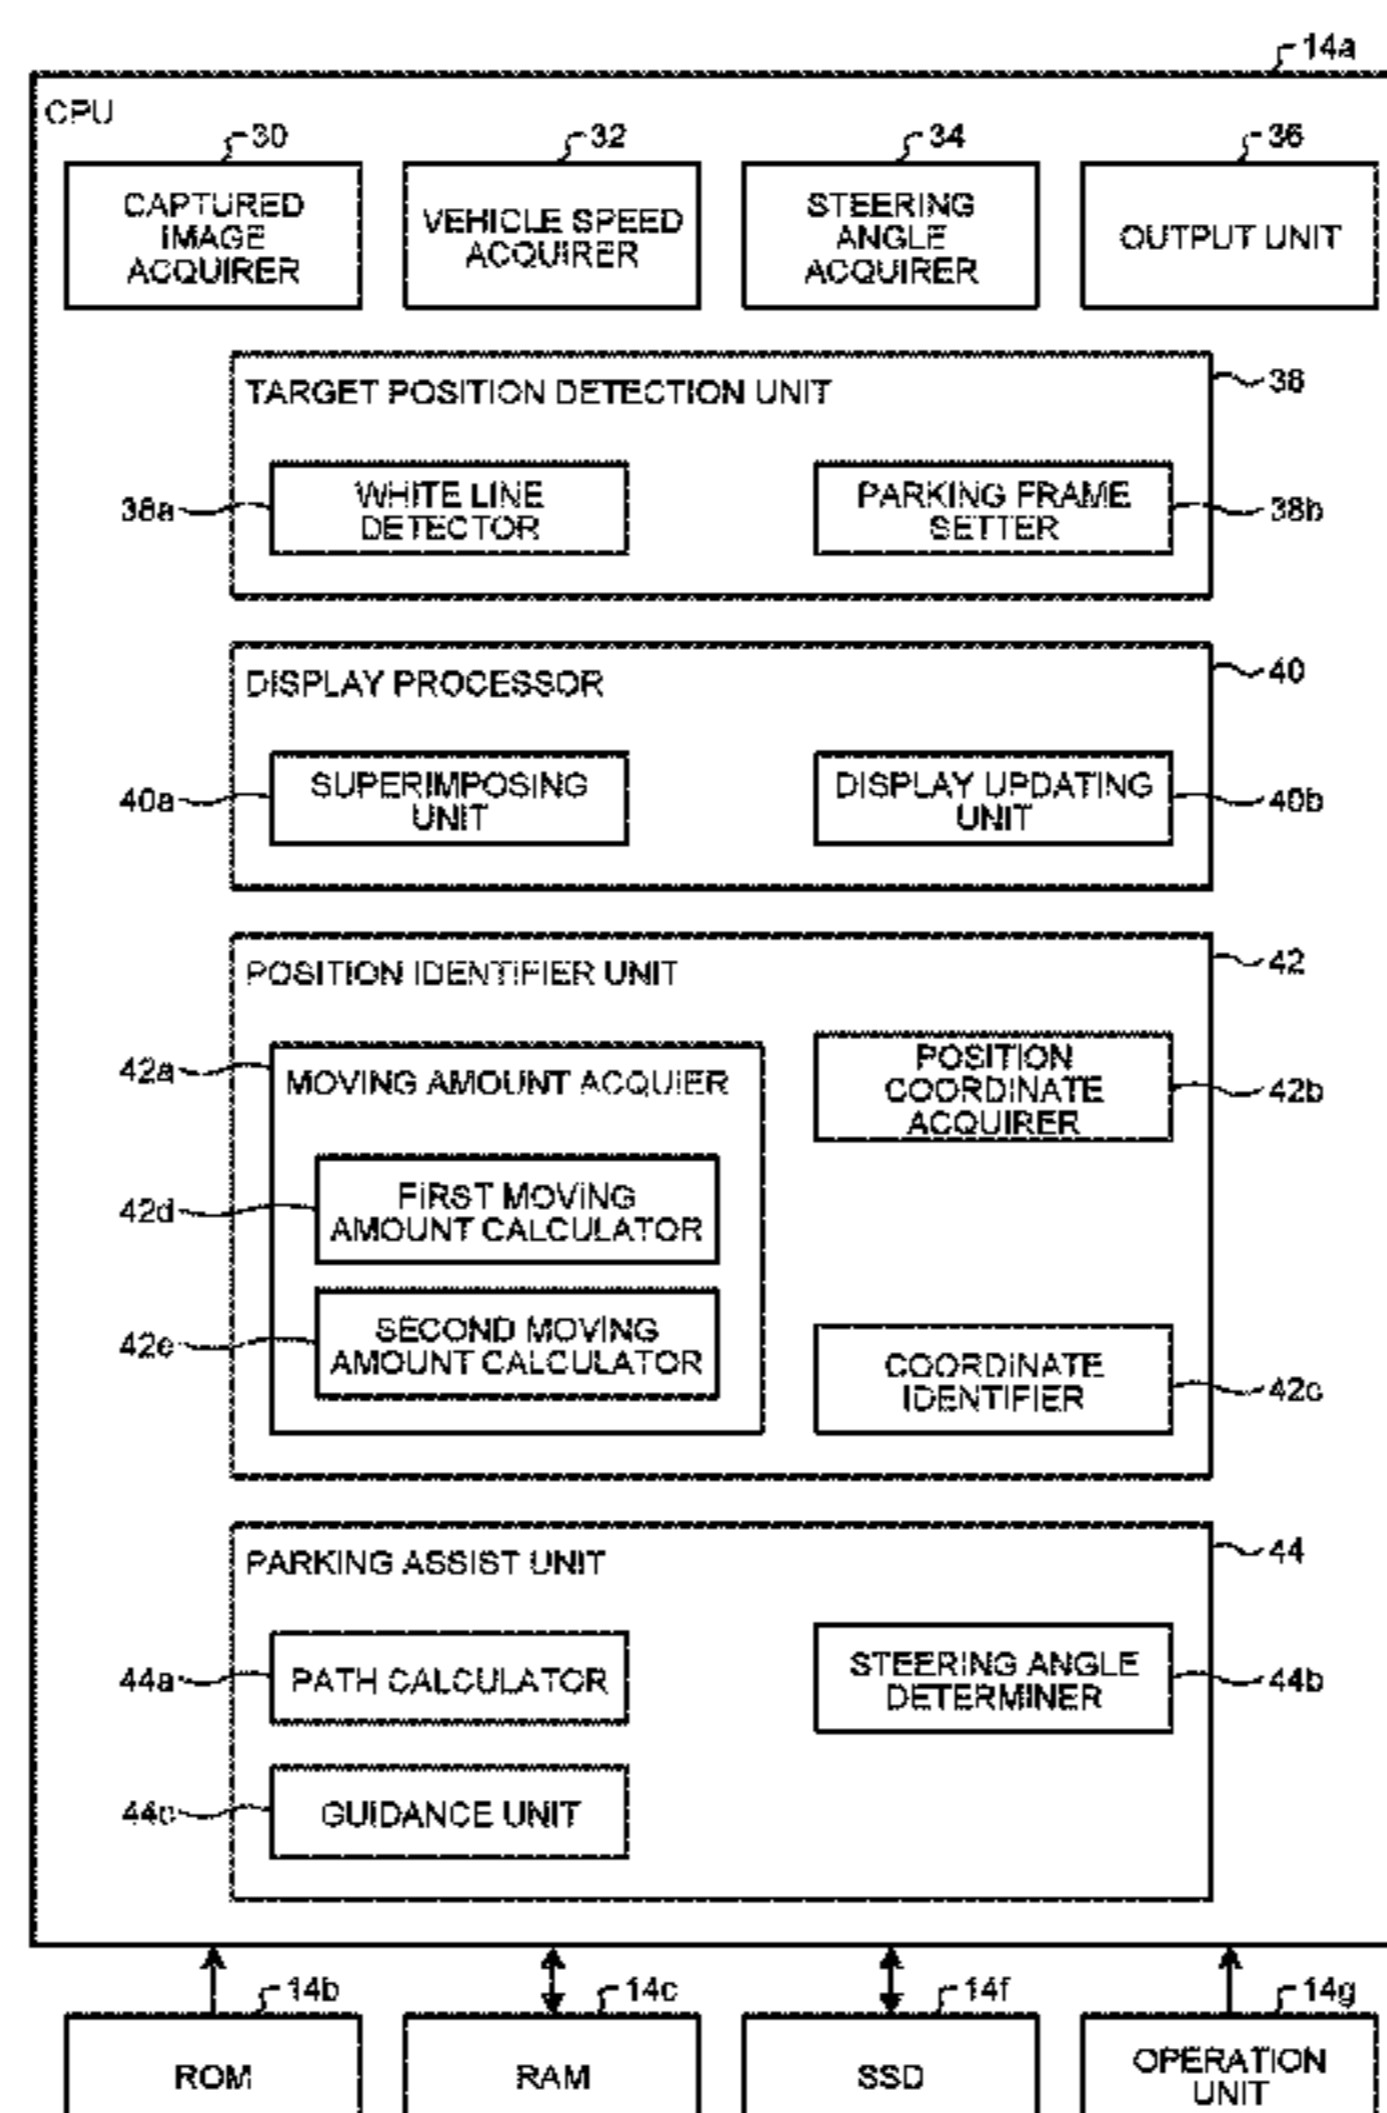 14a
CPU
30
32
34
36
CAPTURED
IMAGE
ACQUIRER
VEHICLE SPEED
ACQUIRER
STEERING
ANGLE
ACQUIRER
OUTPUT UNIT
TARGET POSITION DETECTION UNIT
38
38a
WHITE LINE
DETECTOR
PARKING FRAME
SETTER
38b
DISPLAY PROCESSOR
40
40a
SUPERIMPOSING
UNIT
DISPLAY UPDATING
UNIT
40b
POSITION IDENTIFIER UNIT
42
42a
MOVING AMOUNT ACQUIER
POSITION
COORDINATE
ACQUIRER
42b
42d
FIRST MOVING
AMOUNT CALCULATOR
42e
SECOND MOVING
AMOUNT CALCULATOR
COORDINATE
IDENTIFIER
42c
PARKING ASSIST UNIT
44
44a
PATH CALCULATOR
STEERING ANGLE
DETERMINER
44b
44c
GUIDANCE UNIT
14b
14c
14f
14g
ROM
RAM
SSD
OPERATION
UNIT